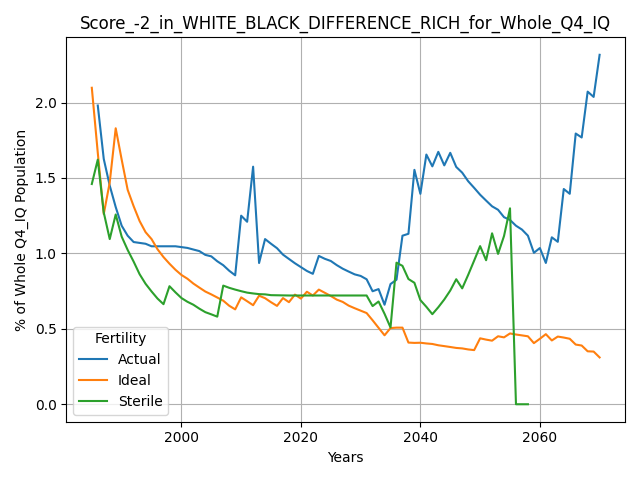 Score_-2_in_WHITE_BLACK_DIFFERENCE_RICH_for_Whole_Q4_IQ
% of Whole Q4_IQ Population
2.0
1.5
1.0
0.5
0.0
Fertility
Actual
Ideal
Sterile
2000
2020
2040
2060
Years